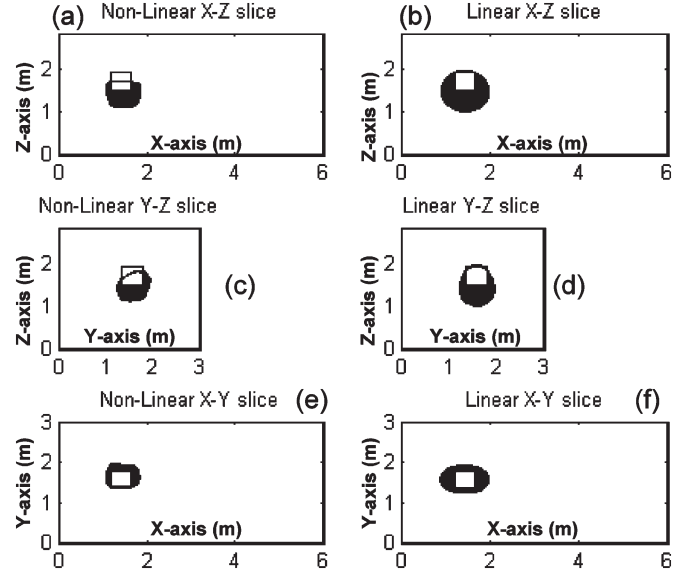 (a) Non-Linear X-Z slice
(b) Linear X-Z slice
Z-axis (m)
2
1
0
X-axis (m)
0 2 4 6
Z-axis (m)
2
1
0
X-axis (m)
0 2 4 6
Non-Linear Y-Z slice
Linear Y-Z slice
Z-axis (m)
2
1
0
Y-axis (m)
0 1 2 3
(c)
Z-axis (m)
2
1
0
Y-axis (m)
0 1 2 3
(d)
Non-Linear X-Y slice (e)
Linear X-Y slice (f)
Y-axis (m)
3
2
1
0
X-axis (m)
0 2 4 6
Y-axis (m)
3
2
1
0
X-axis (m)
0 2 4 6